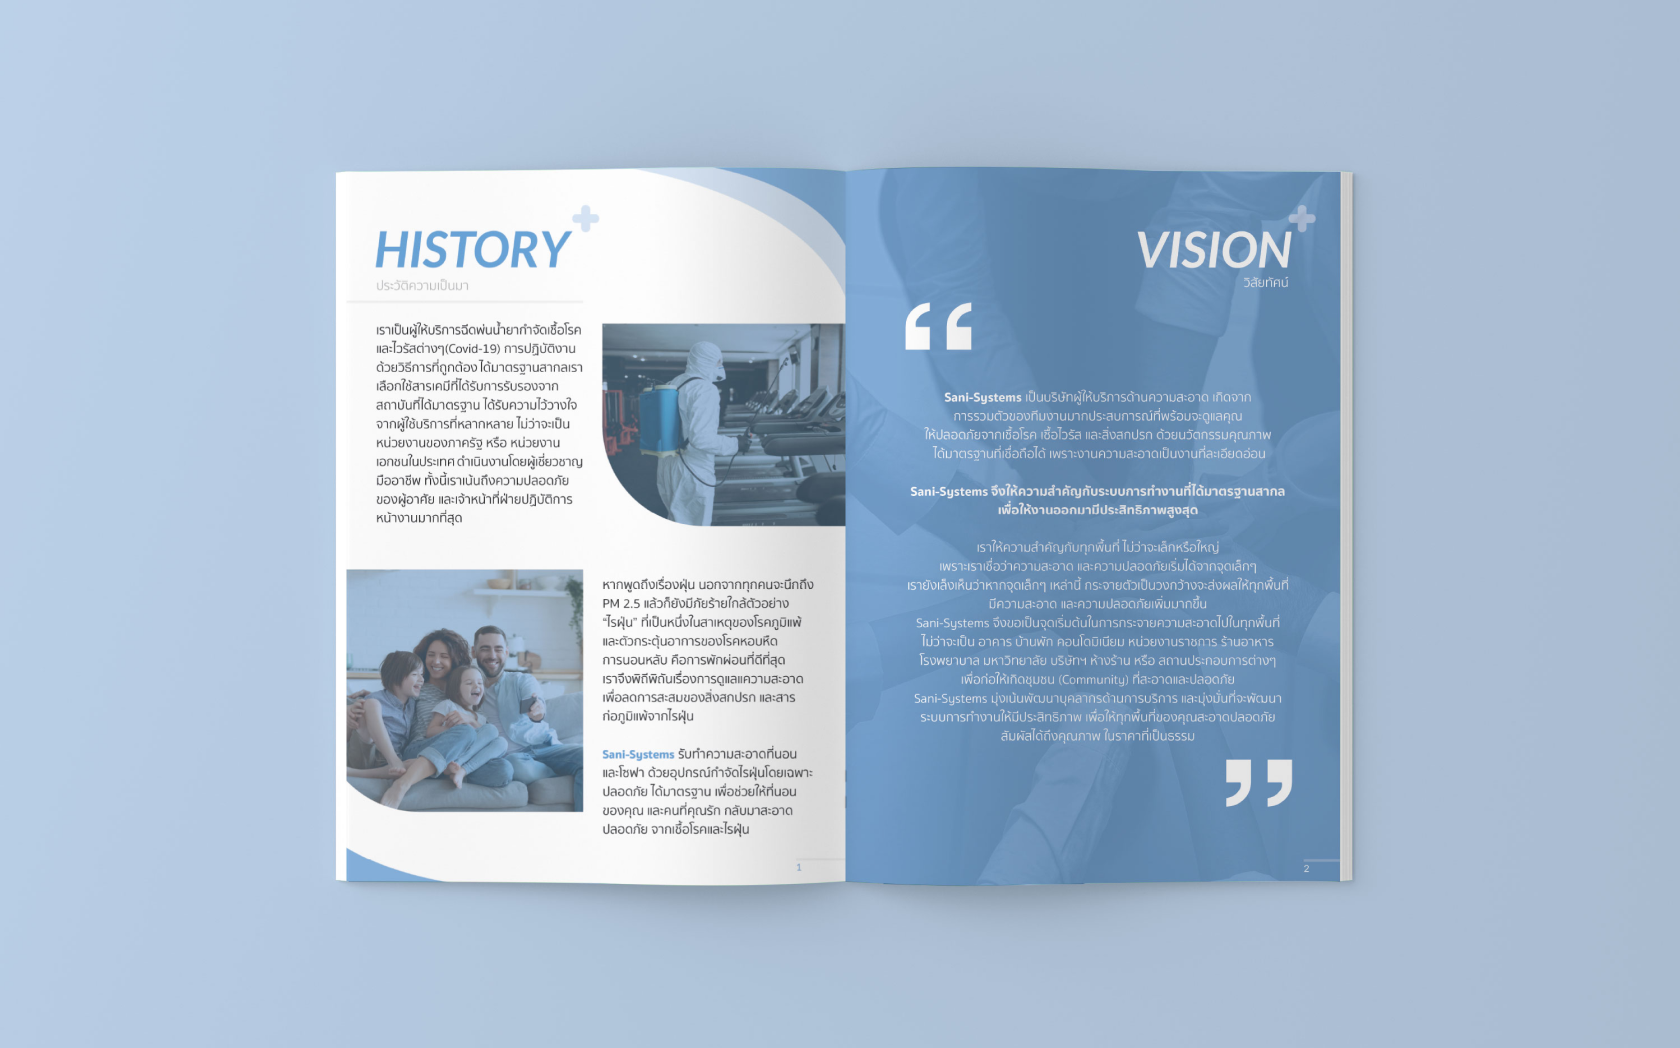 HISTORY
ประวัติความเป็นมา
เราเป็นผู้ให้บริการฉีดพ่นน้ำยากำจัดเชื้อโรค
และไวรัสต่างๆ(Covid-19) การปฏิบัติงาน
ด้วยวิธีการที่ถูกต้อง ได้มาตรฐานสากลเรา
เลือกใช้สารเคมีที่ได้รับการรับรองจาก
สถาบันที่ได้มาตรฐาน ได้รับความไว้วางใจ
จากผู้ใช้บริการที่หลากหลาย ไม่ว่าจะเป็น
หน่วยงานของภาครัฐ หรือ หน่วยงาน
เอกชนในประเทศ ดำเนินงานโดยผู้เชี่ยวชาญ
มืออาชีพ ทั้งนี้เราเน้นถึงความปลอดภัย
ของผู้อาศัย และเจ้าหน้าที่ฝ่ายปฏิบัติการ
หน้างานมากที่สุด
หากพูดถึงเรื่องฝุ่น นอกจากทุกคนจะนึกถึง
PM 2.5 แล้วก็ยังมีภัยร้ายใกล้ตัวอย่าง
“ไรฝุ่น” ที่เป็นหนึ่งในสาเหตุของโรคภูมิแพ้
และตัวกระตุ้นอาการของโรคหอบหืด
การนอนหลับ คือการพักผ่อนที่ดีที่สุด
เราจึงพิถีพิถันเรื่องการดูแลความสะอาด
เพื่อลดการสะสมของสิ่งสกปรก และสาร
ก่อภูมิแพ้จากไรฝุ่น
Sani-Systems รับทำความสะอาดที่นอน
และโซฟา ด้วยอุปกรณ์กำจัดไรฝุ่นโดยเฉพาะ
ปลอดภัย ได้มาตรฐาน เพื่อช่วยให้ที่นอน
ของคุณ และคนที่คุณรัก กลับมาสะอาด
ปลอดภัย จากเชื้อโรคและไรฝุ่น
1
VISION
วิสัยทัศน์
“
Sani-Systems เป็นบริษัทผู้ให้บริการด้านความสะอาด เกิดจาก
การรวมตัวของทีมงานมากประสบการณ์ที่พร้อมจะดูแลคุณ
ให้ปลอดภัยจากเชื้อโรค เชื้อไวรัส และสิ่งสกปรก ด้วยนวัตกรรมคุณภาพ
ได้มาตรฐานที่เชื่อถือได้ เพราะงานความสะอาดเป็นงานที่ละเอียดอ่อน
Sani-Systems จึงให้ความสำคัญกับระบบการทำงานที่ได้มาตรฐานสากล
เพื่อให้งานออกมามีประสิทธิภาพสูงสุด
เราให้ความสำคัญกับทุกพื้นที่ ไม่ว่าจะเล็กหรือใหญ่
เพราะเราเชื่อว่าความสะอาด และความปลอดภัยเริ่มได้จากจุดเล็กๆ
เรายังเล็งเห็นว่าหากจุดเล็กๆ เหล่านี้ กระจายตัวเป็นวงกว้างจะส่งผลให้ทุกพื้นที่
มีความสะอาด และความปลอดภัยเพิ่มมากขึ้น
Sani-Systems จึงขอเป็นจุดเริ่มต้นในการกระจายความสะอาดไปในทุกพื้นที่
ไม่ว่าจะเป็น อาคาร บ้านพัก คอนโดมิเนียม หน่วยงานราชการ ร้านอาหาร
โรงพยาบาล มหาวิทยาลัย บริษัทฯ ห้างร้าน หรือ สถานประกอบการต่างๆ
เพื่อก่อให้เกิดชุมชน (Community) ที่สะอาดและปลอดภัย
Sani-Systems มุ่งเน้นพัฒนาบุคลากรด้านการบริการ และมุ่งมั่นที่จะพัฒนา
ระบบการทำงานให้มีประสิทธิภาพ เพื่อให้ทุกพื้นที่ของคุณสะอาดปลอดภัย
สัมผัสได้ถึงคุณภาพ ในราคาที่เป็นธรรม
”
2